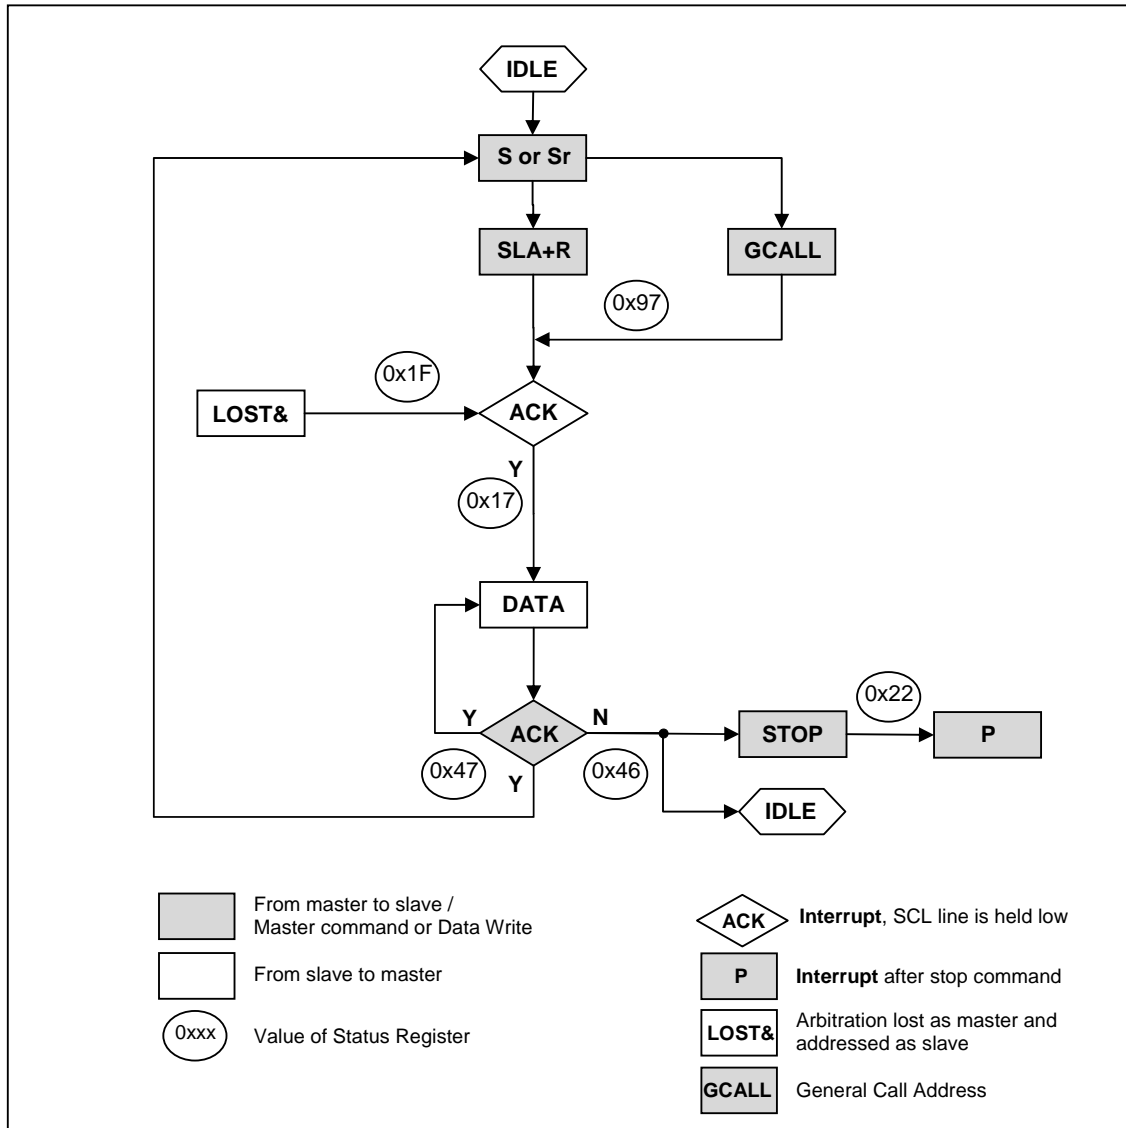 IDLE
S or Sr
SLA+R
GCALL
0x97
0x1F
LOST&
ACK
Y
0x17
DATA
0x22
Y
ACK
N
STOP
P
0x47
Y
0x46
IDLE
From master to slave /
Master command or Data Write
From slave to master
0xxx
Value of Status Register
ACK
Interrupt, SCL line is held low
P
Interrupt after stop command
LOST&
Arbitration lost as master and
addressed as slave
GCALL
General Call Address